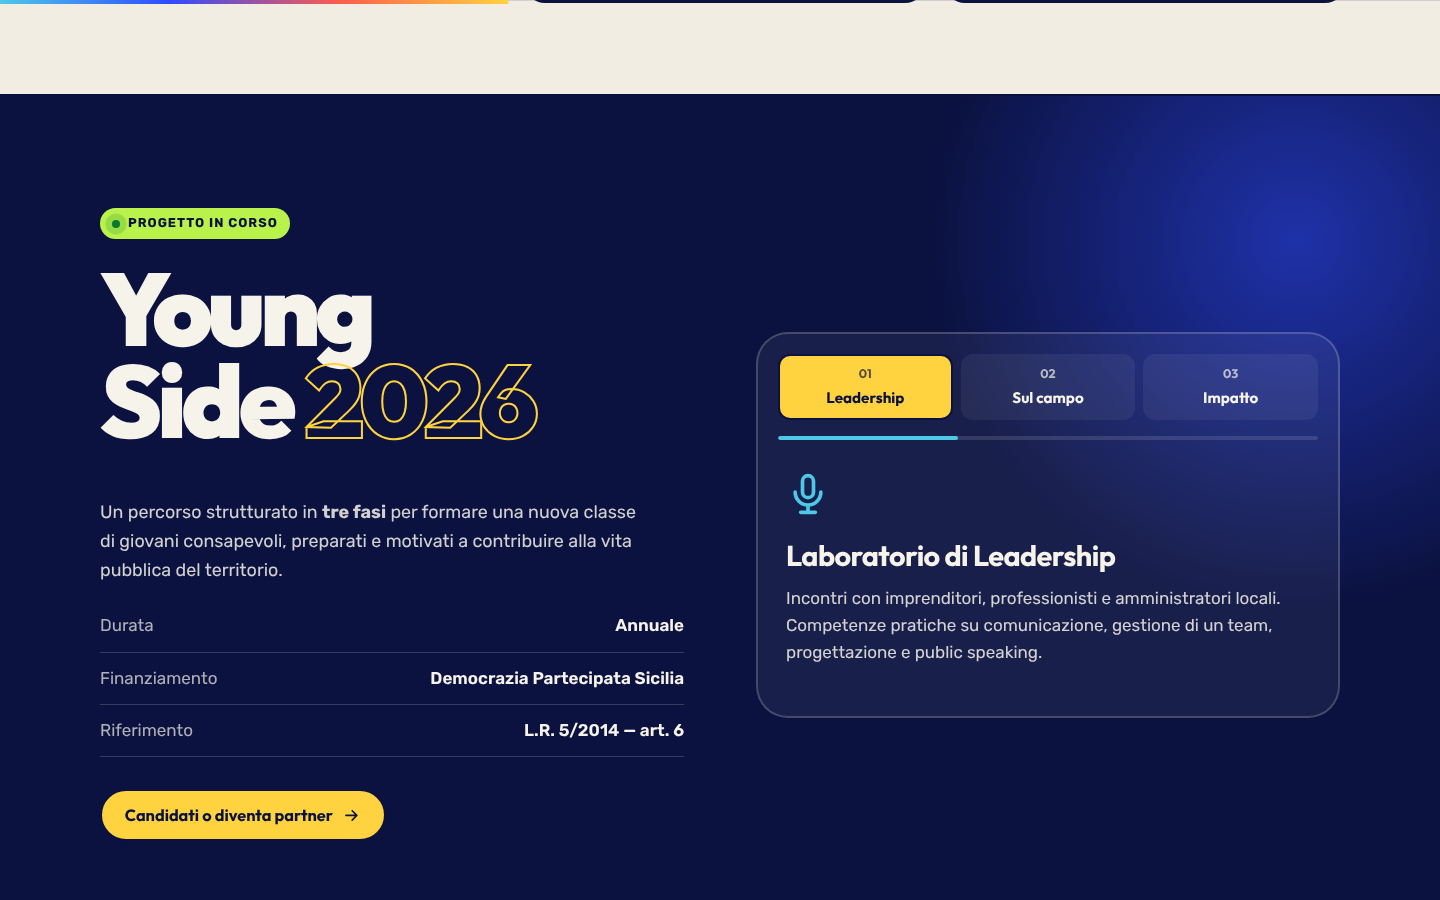 PROGETTO IN CORSO
Young
Side 2026
Un percorso strutturato in tre fasi per formare una nuova classe
di giovani consapevoli, preparati e motivati a contribuire alla vita
pubblica del territorio.
Durata Annuale
Finanziamento Democrazia Partecipata Sicilia
Riferimento L.R. 5/2014 — art. 6
Candidati o diventa partner →
01 02 03
Leadership Sul campo Impatto
Laboratorio di Leadership
Incontri con imprenditori, professionisti e amministratori locali.
Competenze pratiche su comunicazione, gestione di un team,
progettazione e public speaking.